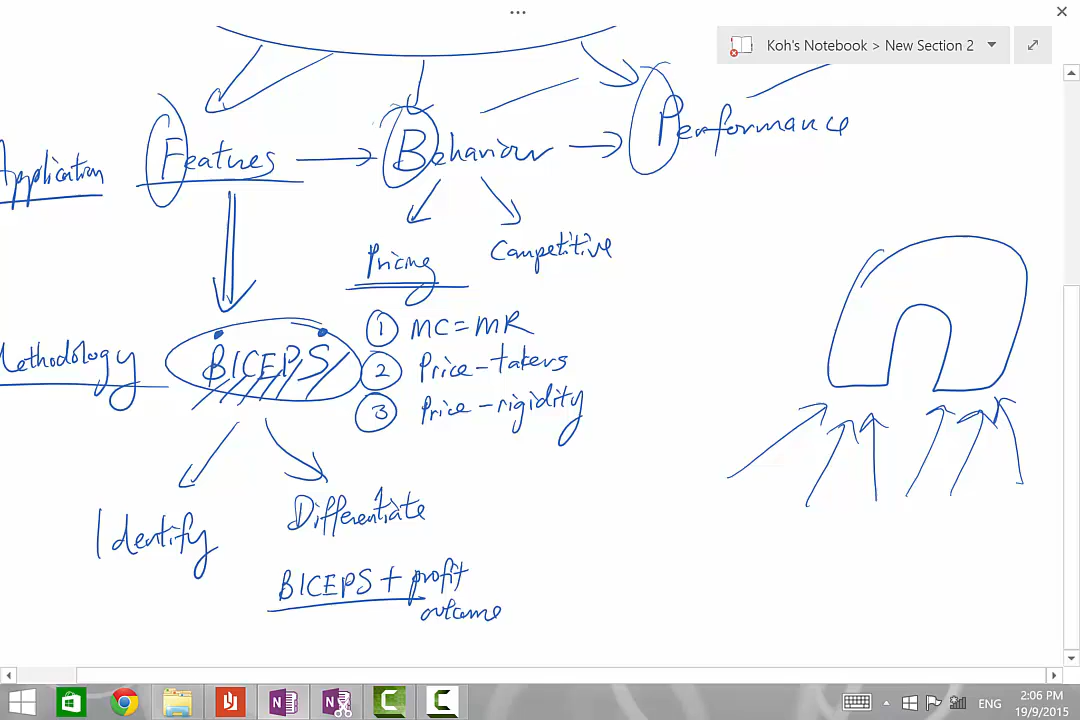 ...
Koh's Notebook > New Section 2
Features
Behaviour
Performance
Application
Pricing
Competitive
① MC = MR
Methodology
BICEPS
② Price-takers
③ Price-rigidity
Identify
Differentiate
BICEPS + profit
outcome
ENG
2:06 PM
19/9/2015